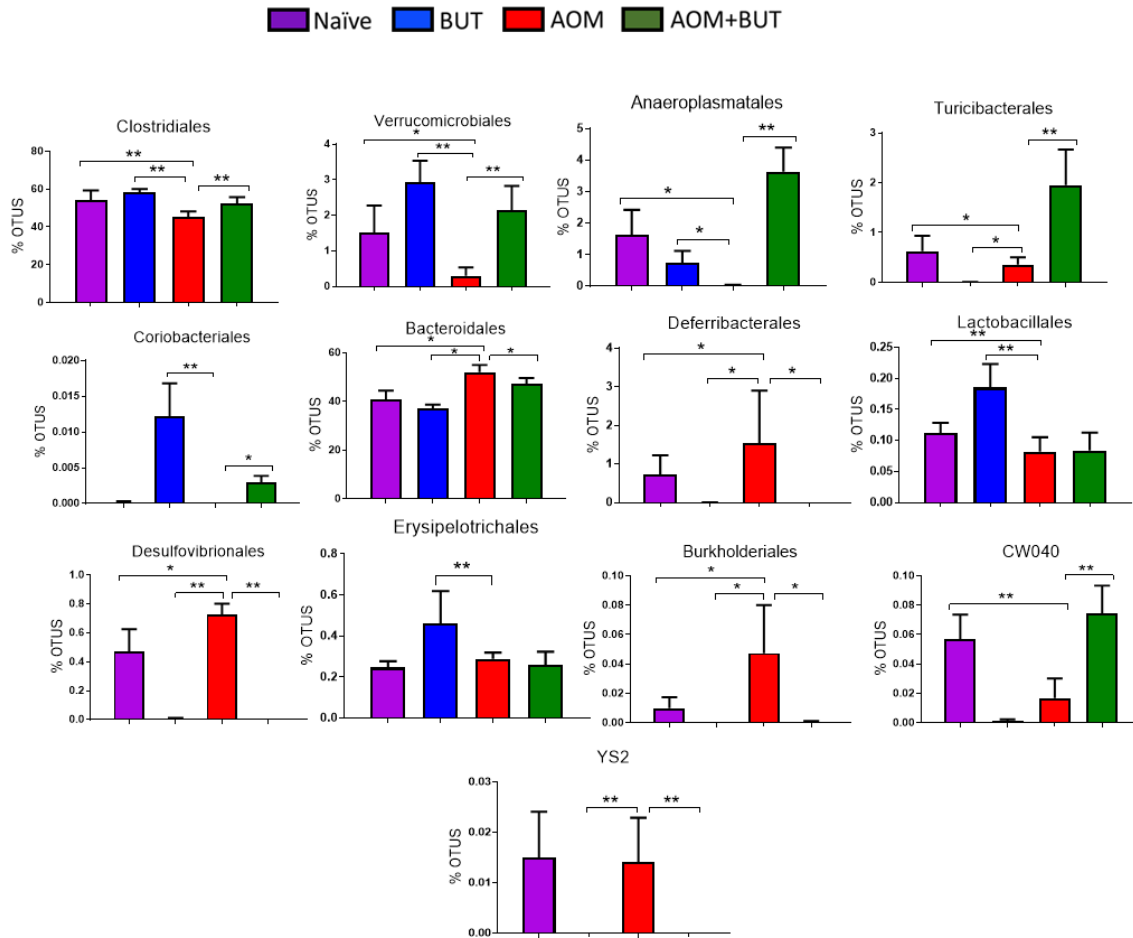 Naïve BUT AOM AOM+BUT
Clostridiales
% OTUS
80
60
40
20
0
** ** **
Verrucomicrobiales
% OTUS
4
3
2
1
0
* ** **
Anaeroplasmatales
% OTUS
5
4
3
2
1
0
* * **
Turicibacterales
% OTUS
3
2
1
0
* * **
Coriobacteriales
% OTUS
0.020
0.015
0.010
0.005
0.000
** *
Bacteroidales
% OTUS
60
40
20
0
* * *
Deferribacterales
% OTUS
4
3
2
1
0
* * *
Lactobacillales
% OTUS
0.25
0.20
0.15
0.10
0.05
0.00
** **
Desulfovibrionales
% OTUS
1.0
0.8
0.6
0.4
0.2
0.0
* ** **
Erysipelotrichales
% OTUS
0.8
0.6
0.4
0.2
0.0
**
Burkholderiales
% OTUS
0.10
0.08
0.06
0.04
0.02
0.00
* * *
CW040
% OTUS
0.10
0.08
0.06
0.04
0.02
0.00
** **
YS2
% OTUS
0.03
0.02
0.01
0.00
** **